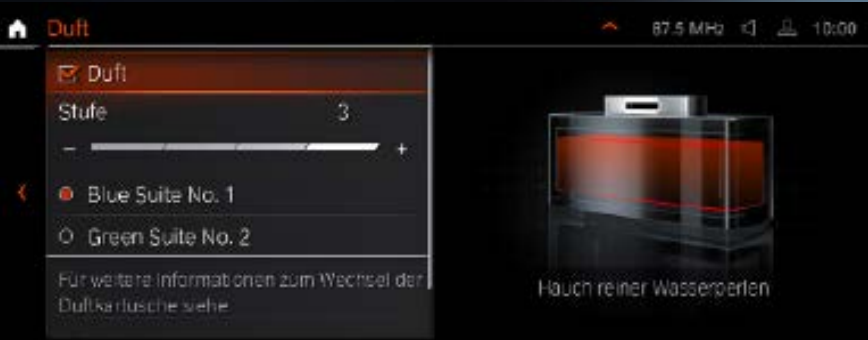 Duft
87.5 MHz
10:00
Duft
Stufe 3
- +
Blue Suite No. 1
Green Suite No. 2
Für weitere Informationen zum Wechsel der
Duftkartusche siehe
Hauch reiner Wasserperlen